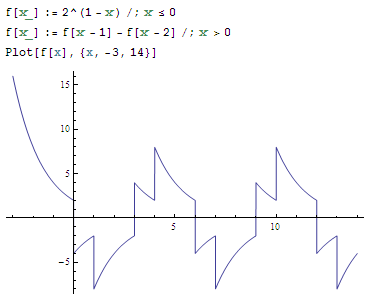 f[x_] := 2^(1 - x) /; x ≤ 0
f[x_] := f[x - 1] - f[x - 2] /; x > 0
Plot[f[x], {x, -3, 14}]
15
10
5
5
10
-5